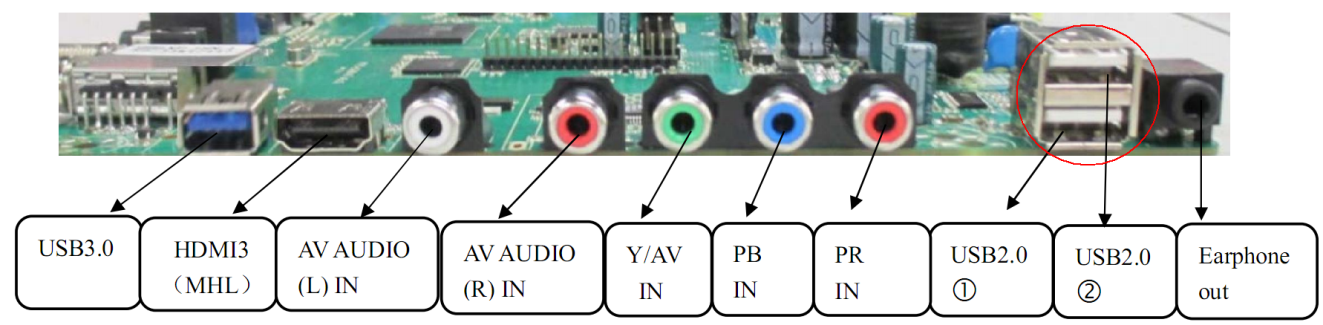 USB3.0
HDMI3
（MHL）
AV AUDIO
(L) IN
AV AUDIO
(R) IN
Y/AV
IN
PB
IN
PR
IN
USB2.0
①
USB2.0
②
Earphone
out